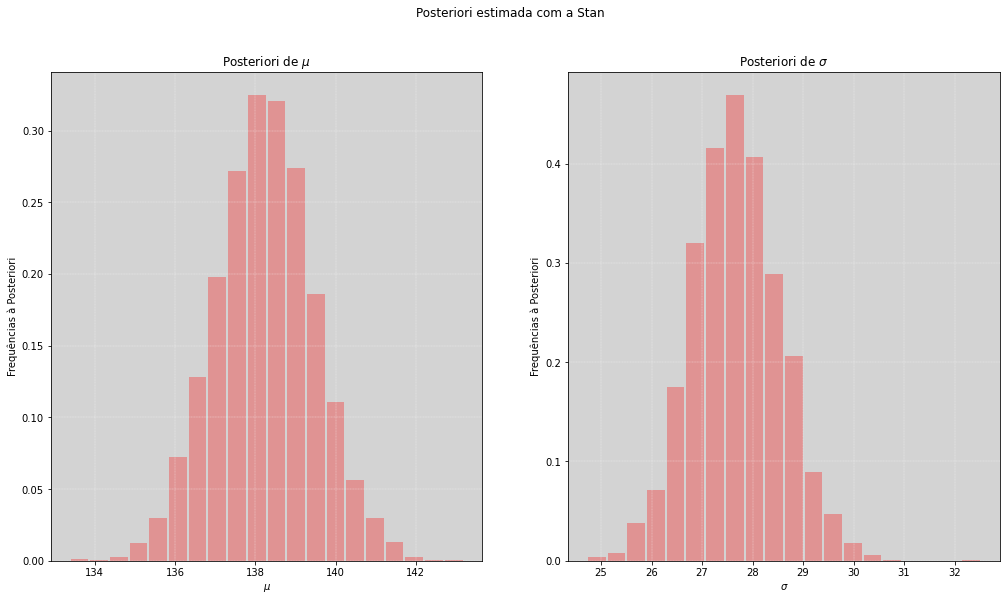 Posteriori estimada com a Stan
Posteriori de μ
Frequências à Posteriori
0.30
0.25
0.20
0.15
0.10
0.05
0.00
134 136 138 140 142
μ
Posteriori de σ
Frequências à Posteriori
0.4
0.3
0.2
0.1
0.0
25 26 27 28 29 30 31 32
σ